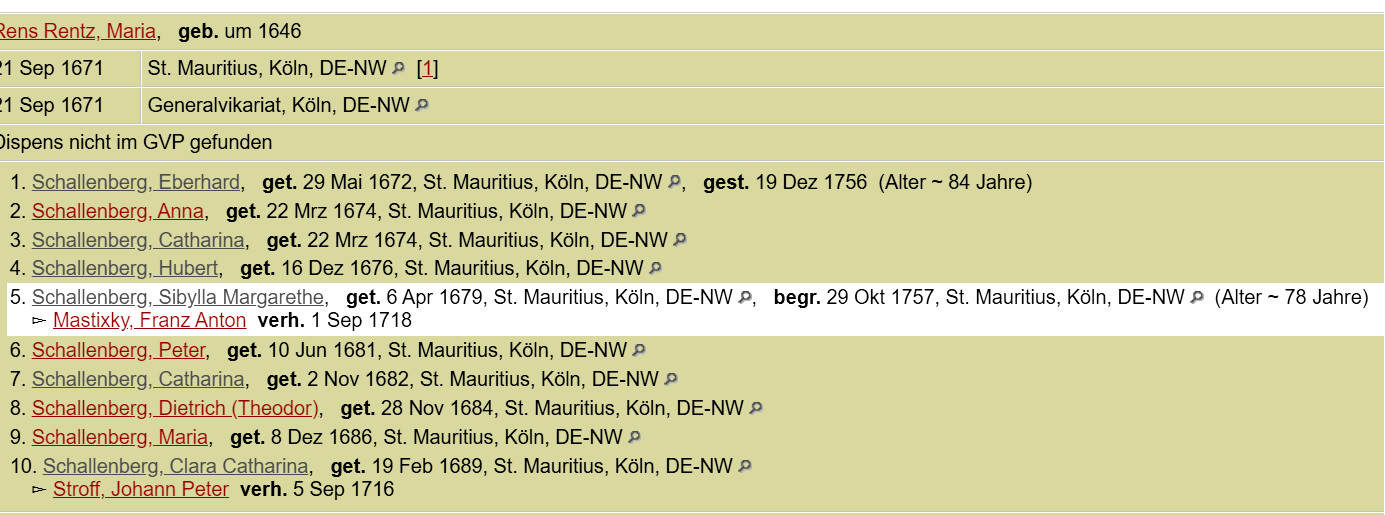 Rens Rentz, Maria, geb. um 1646
21 Sep 1671 St. Mauritius, Köln, DE-NW [1]
21 Sep 1671 Generalvikariat, Köln, DE-NW
Dispens nicht im GVP gefunden
1. Schallenberg, Eberhard, get. 29 Mai 1672, St. Mauritius, Köln, DE-NW, gest. 19 Dez 1756 (Alter ~ 84 Jahre)
2. Schallenberg, Anna, get. 22 Mrz 1674, St. Mauritius, Köln, DE-NW
3. Schallenberg, Catharina, get. 22 Mrz 1674, St. Mauritius, Köln, DE-NW
4. Schallenberg, Hubert, get. 16 Dez 1676, St. Mauritius, Köln, DE-NW
5. Schallenberg, Sibylla Margarethe, get. 6 Apr 1679, St. Mauritius, Köln, DE-NW, begr. 29 Okt 1757, St. Mauritius, Köln, DE-NW (Alter ~ 78 Jahre)
▻ Mastixky, Franz Anton verh. 1 Sep 1718
6. Schallenberg, Peter, get. 10 Jun 1681, St. Mauritius, Köln, DE-NW
7. Schallenberg, Catharina, get. 2 Nov 1682, St. Mauritius, Köln, DE-NW
8. Schallenberg, Dietrich (Theodor), get. 28 Nov 1684, St. Mauritius, Köln, DE-NW
9. Schallenberg, Maria, get. 8 Dez 1686, St. Mauritius, Köln, DE-NW
10. Schallenberg, Clara Catharina, get. 19 Feb 1689, St. Mauritius, Köln, DE-NW
▻ Stroff, Johann Peter verh. 5 Sep 1716